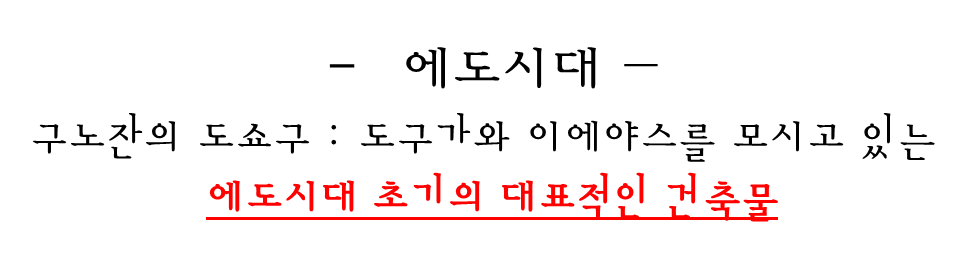 - 에도시대 —
구노잔의 도쇼구 : 도구가와 이에야스를 모시고 있는
에도시대 초기의 대표적인 건축물